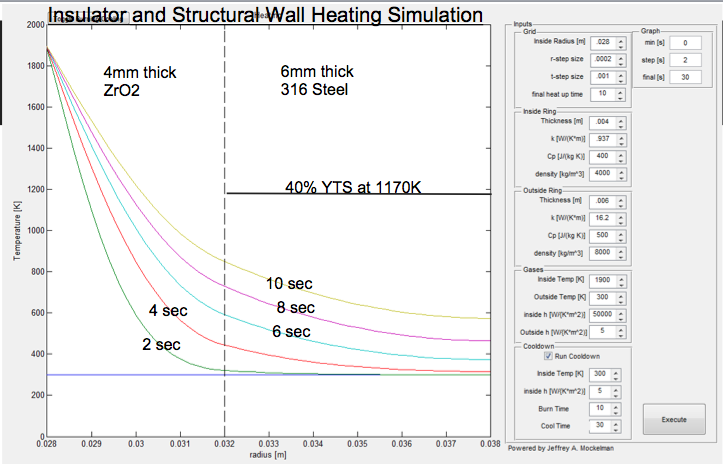 Insulator and Structural Wall Heating Simulation
4mm thick
ZrO2
6mm thick
316 Steel
40% YTS at 1170K
10 sec
8 sec
6 sec
4 sec
2 sec
Temperature [K]
2000
1800
1600
1400
1200
1000
800
600
400
200
0
0.028
0.029
0.03
0.031
0.032
0.033
0.034
0.035
0.036
0.037
0.038
radius [m]
Inputs
Grid
Inside Radius [m] .028
r-step size .0002
t-step size .001
final heat up time 10
Graph
min [s] 0
step [s] 2
final [s] 30
Inside Ring
Thickness [m] .004
k [W/(K*m)] .937
Cp [J/(kg K)] 400
density [kg/m^3] 4000
Outside Ring
Thickness [m] .006
k [W/(K*m)] 16.2
Cp [J/(kg K)] 500
density [kg/m^3] 8000
Gases
Inside Temp [K] 1900
Outside Temp [K] 300
inside h [W/(K*m^2)] 50000
Outside h [W/(K*m^2)] 5
Cooldown
Run Cooldown
Inside Temp [K] 300
inside h [W/(K*m^2)] 5
Burn Time 10
Cool Time 30
Execute
Powered by Jeffrey A. Mockelman